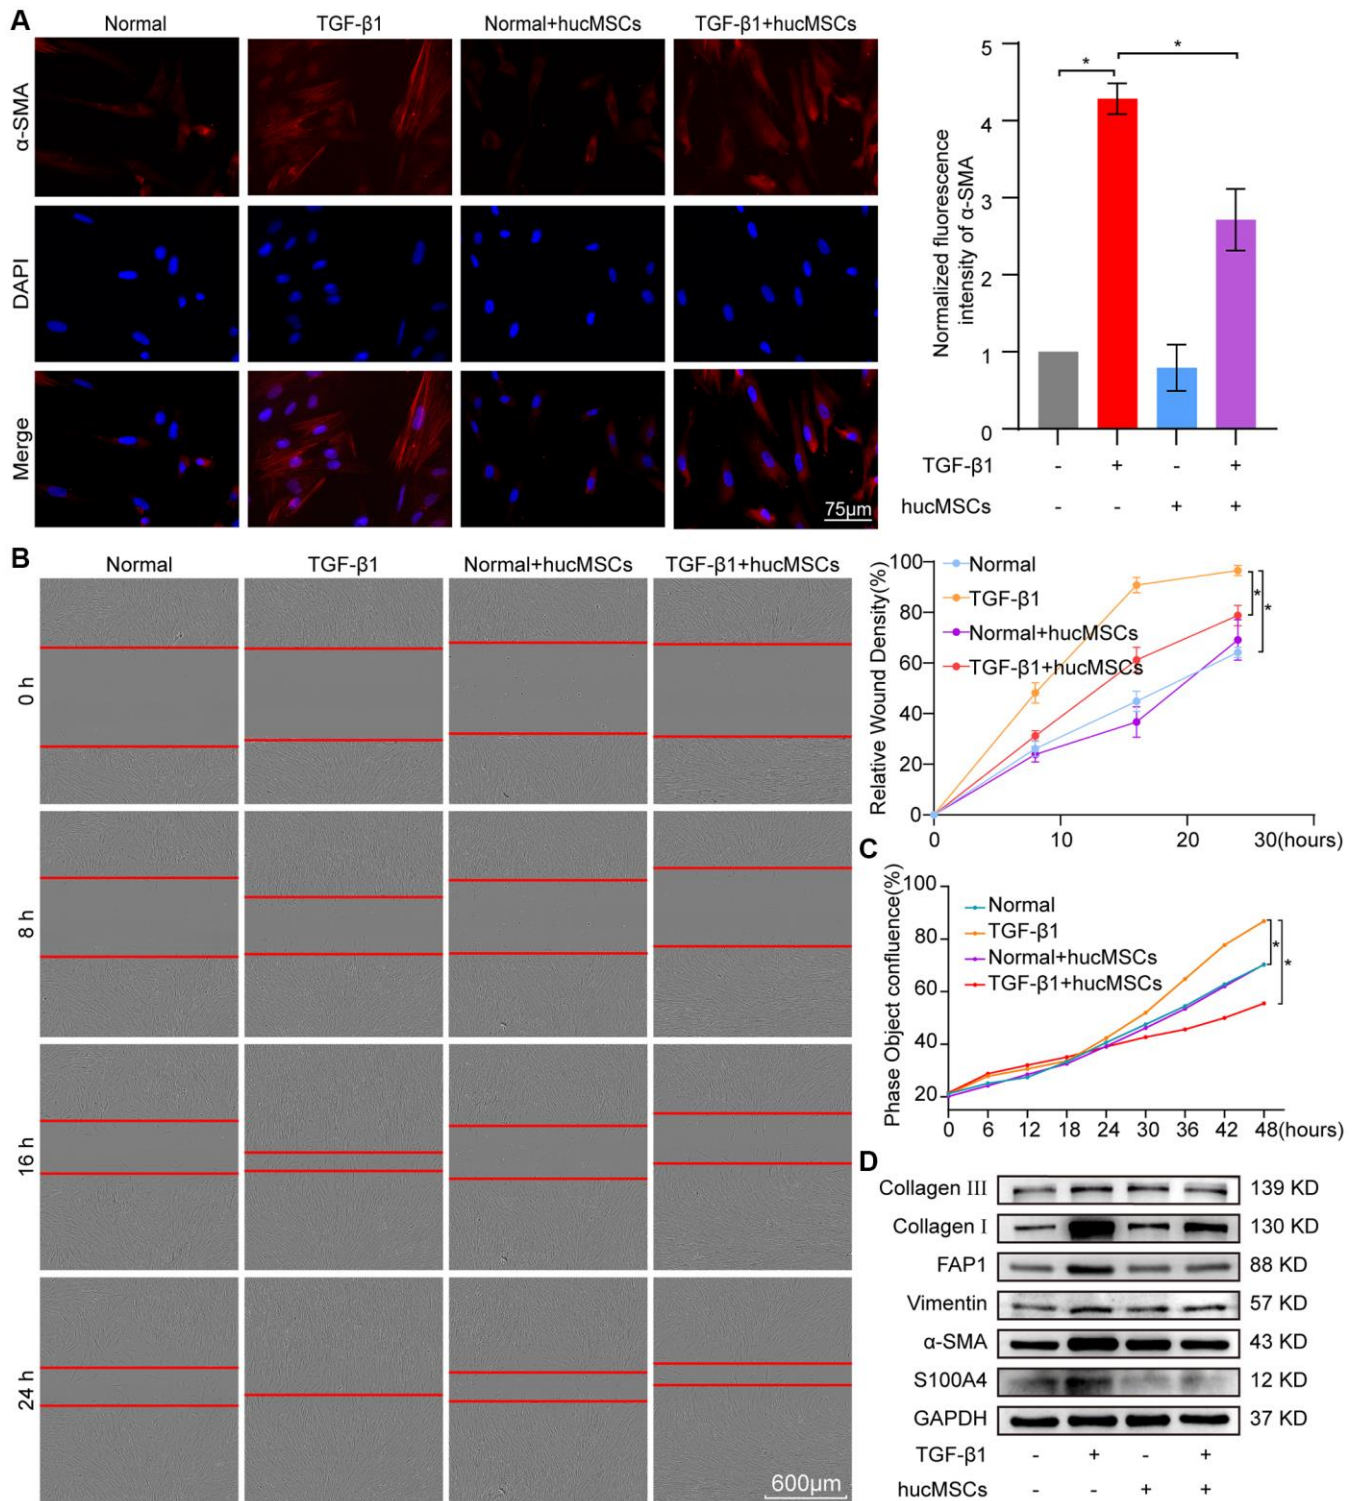 A
Normal TGF-β1 Normal+hucMSCs TGF-β1+hucMSCs
α-SMA
DAPI
Merge
75μm
Normalized fluorescence
intensity of α-SMA
5
4
3
2
1
0
* *
TGF-β1 - + - +
hucMSCs - - + +
B
Normal TGF-β1 Normal+hucMSCs TGF-β1+hucMSCs
0 h
8 h
16 h
24 h
600μm
Relative Wound Density(%)
100
80
60
40
20
0
Normal
TGF-β1
Normal+hucMSCs
TGF-β1+hucMSCs
* *
0 10 20 30(hours)
C
Phase Object confluence(%)
100
80
60
40
20
Normal
TGF-β1
Normal+hucMSCs
TGF-β1+hucMSCs
* *
0 6 12 18 24 30 36 42 48(hours)
D
Collagen III 139 KD
Collagen I 130 KD
FAP1 88 KD
Vimentin 57 KD
α-SMA 43 KD
S100A4 12 KD
GAPDH 37 KD
TGF-β1 - + - +
hucMSCs - - + +